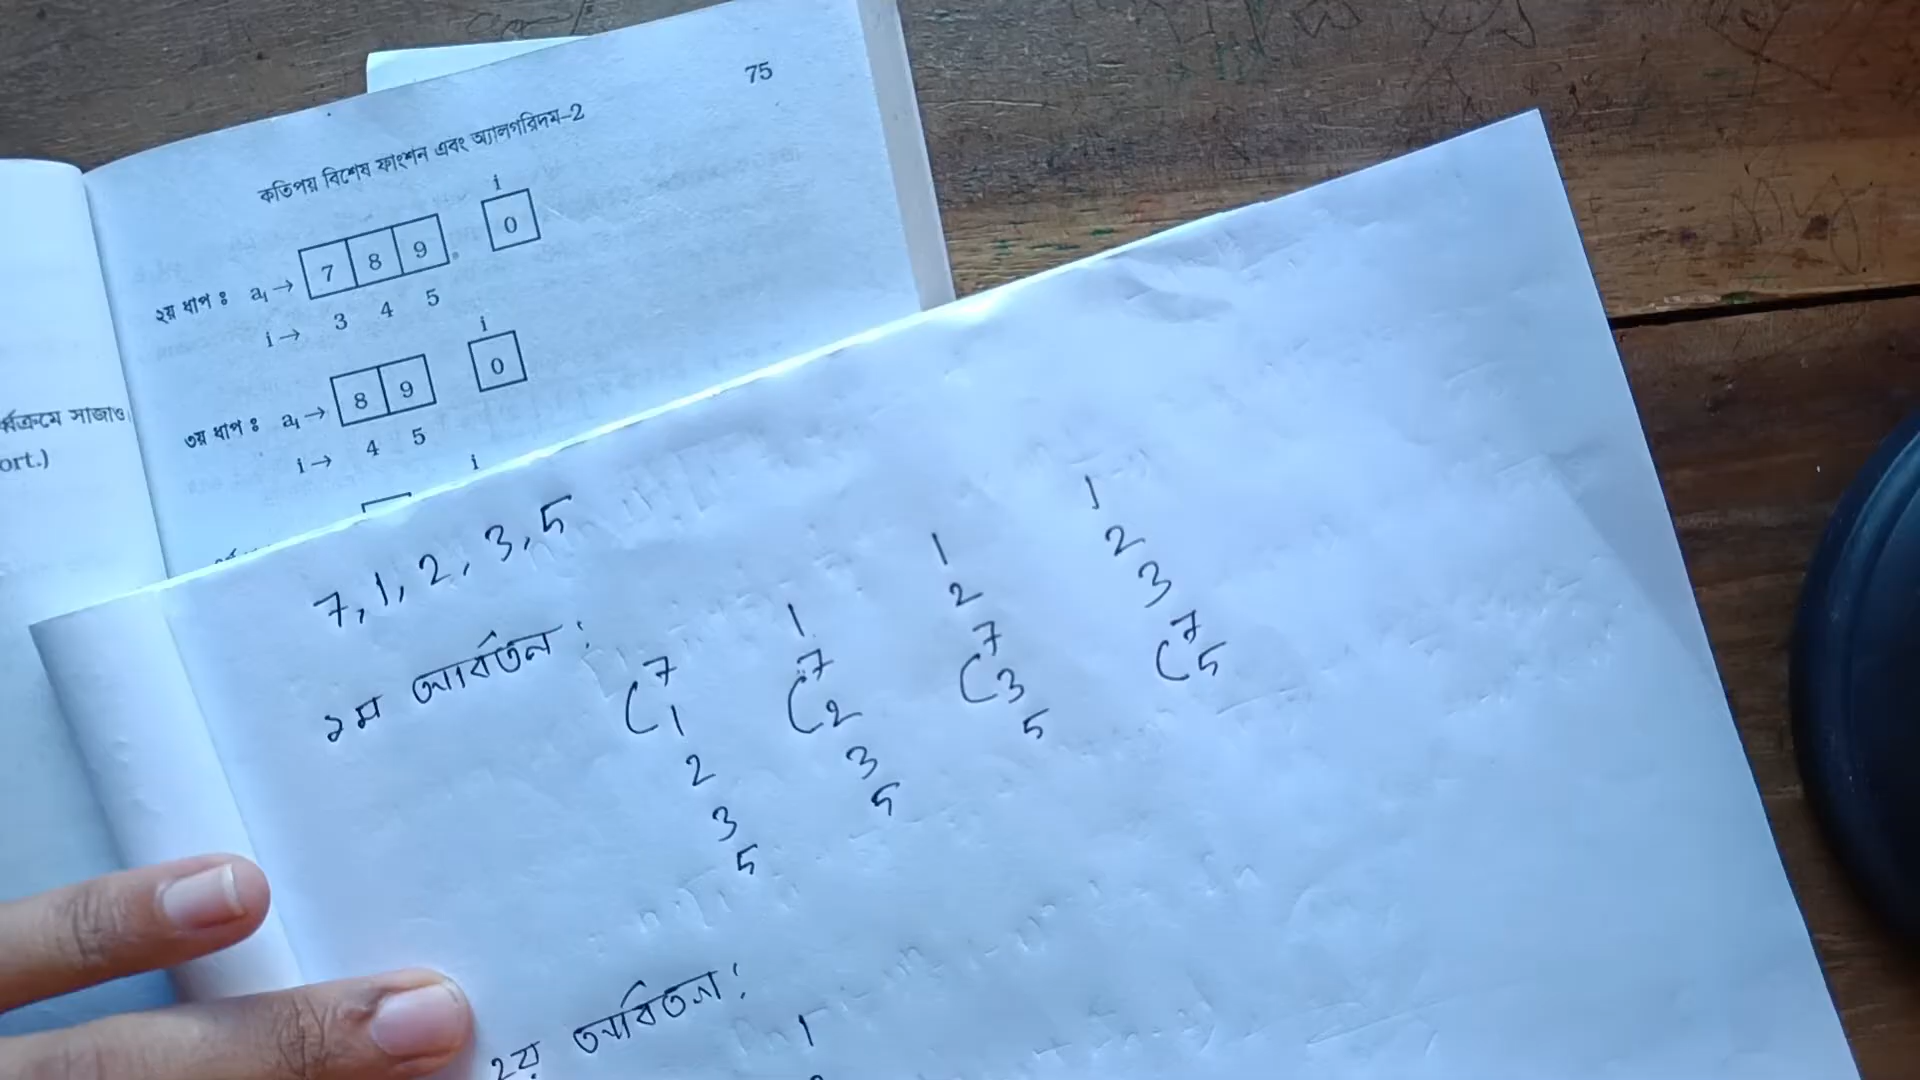 75
কতিপয় বিশেষ ফাংশন এবং অ্যালগরিদম–2
i
২য় ধাপ ঃ a₁ → 7 8 9 0
i → 3 4 5
i
৩য় ধাপ ঃ a₁ → 8 9 0
i → 4 5
i
সাজাও।
ort.)
7, 1, 2, 3, 5
১ম আবর্তন :
7 1 1 1
1 7 2 2
2 2 7 3
3 3 3 7
5 5 5 5
২য় আবর্তন :
1